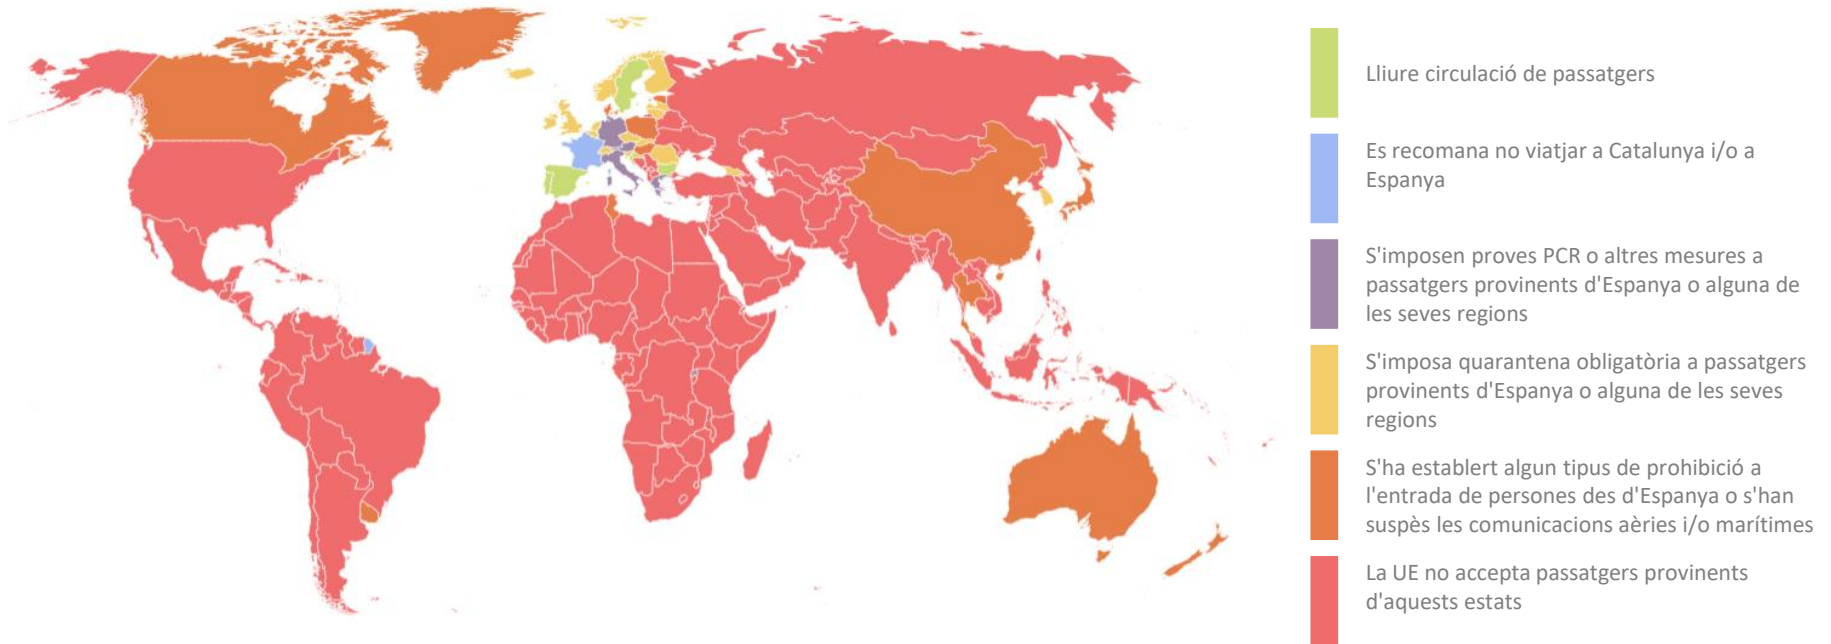 Lliure circulació de passatgers
Es recomana no viatjar a Catalunya i/o a
Espanya
S'imposen proves PCR o altres mesures a
passatgers provinents d'Espanya o alguna de
les seves regions
S'imposa quarantena obligatòria a passatgers
provinents d'Espanya o alguna de les seves
regions
S'ha establert algun tipus de prohibició a
l'entrada de persones des d'Espanya o s'han
suspès les comunicacions aèries i/o marítimes
La UE no accepta passatgers provinents
d'aquests estats